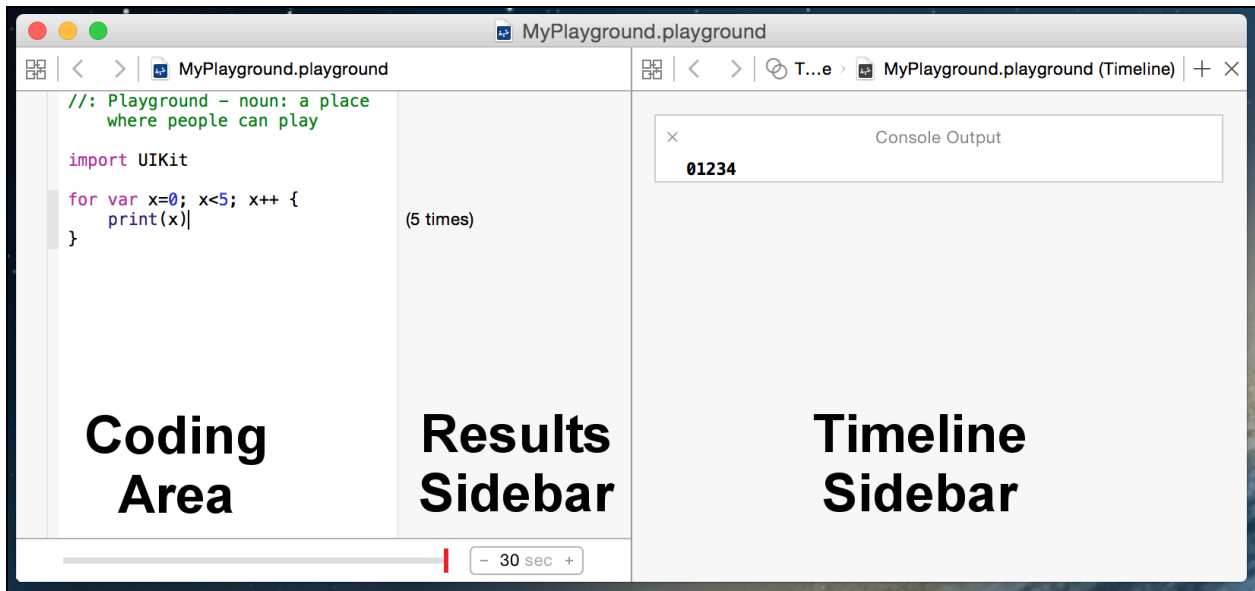 MyPlayground.playground
MyPlayground.playground
T...e › MyPlayground.playground (Timeline) + ×
//: Playground – noun: a place
where people can play
import UIKit
for var x=0; x<5; x++ {
print(x)
(5 times)
}
× Console Output
01234
Coding
Area
Results
Sidebar
Timeline
Sidebar
- 30 sec +